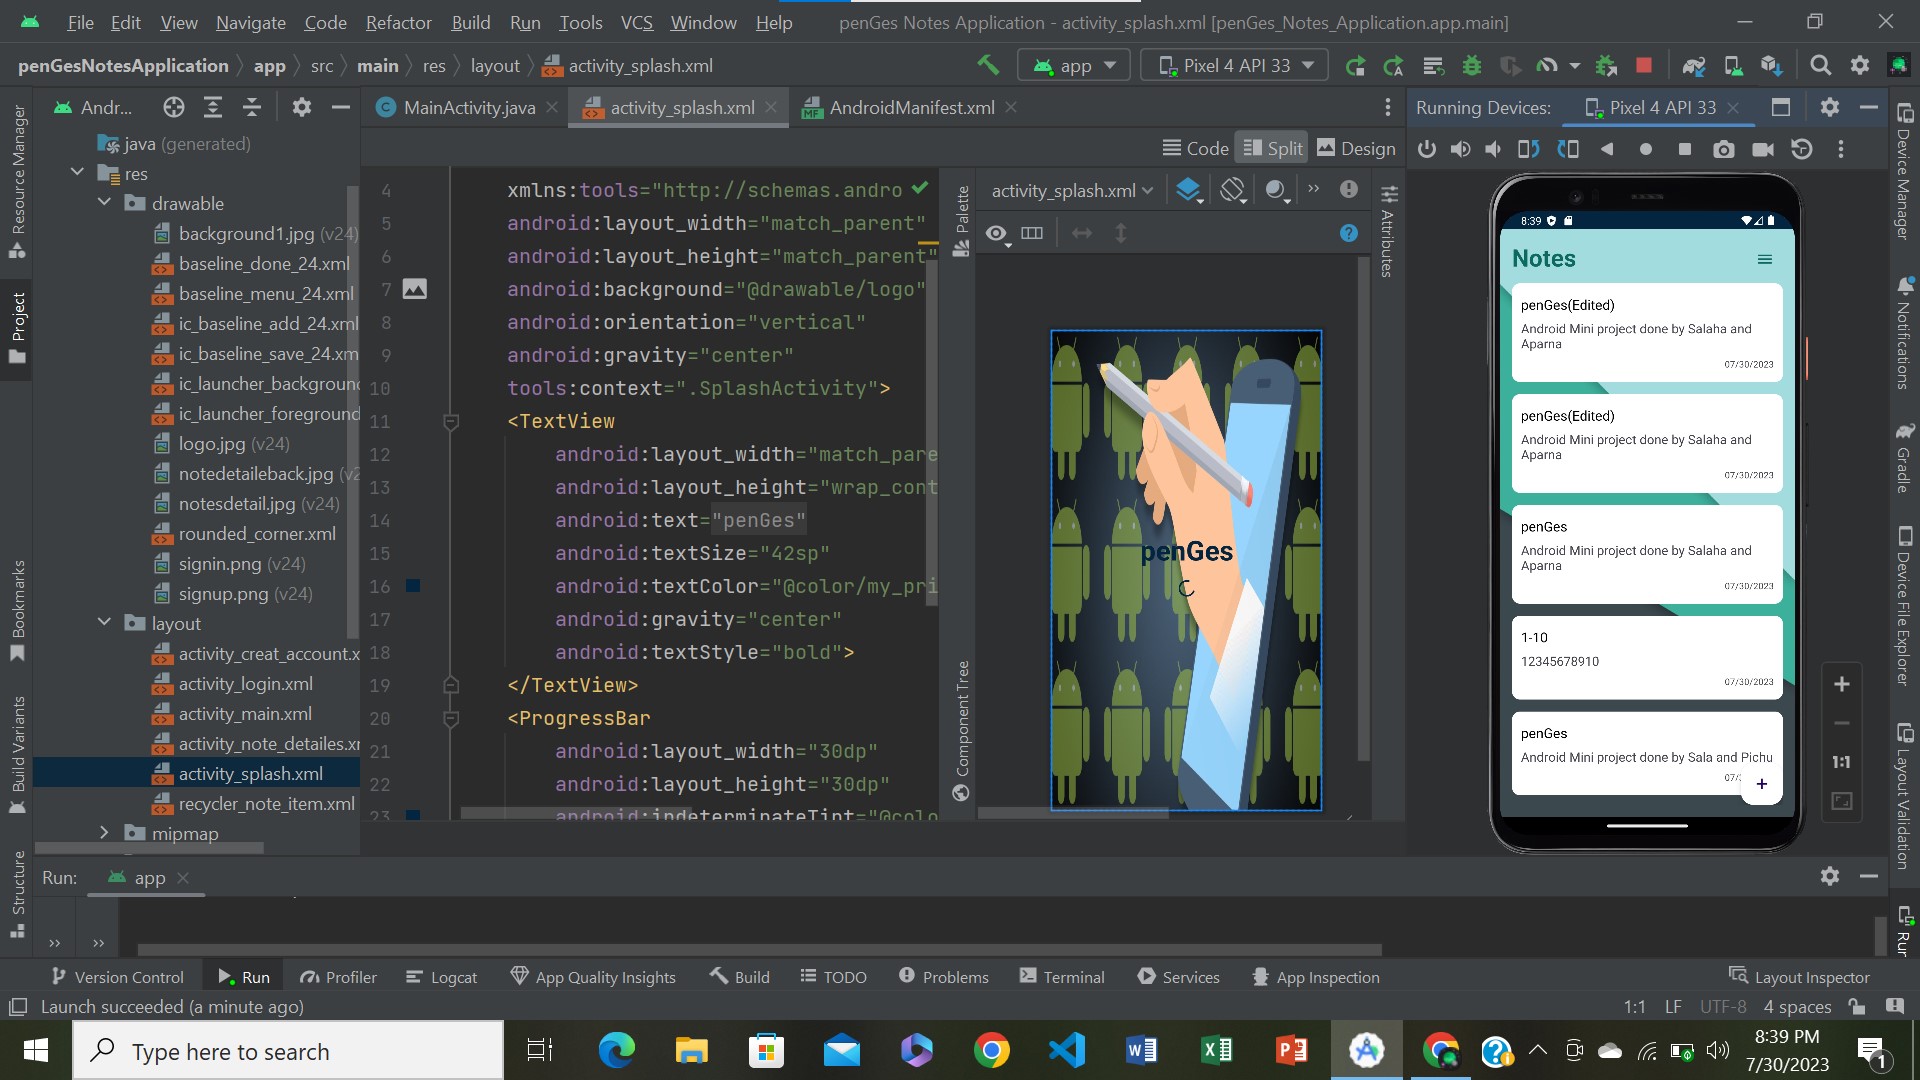 File Edit View Navigate Code Refactor Build Run Tools VCS Window Help penGes Notes Application - activity_splash.xml [penGes_Notes_Application.app.main]
penGesNotesApplication app src main res layout activity_splash.xml app Pixel 4 API 33
Andr... MainActivity.java activity_splash.xml AndroidManifest.xml Running Devices: Pixel 4 API 33
Code Split Design
Resource Manager
Project
Bookmarks
Build Variants
Structure
java (generated)
res
drawable
background1.jpg (v24)
baseline_done_24.xml
baseline_menu_24.xml
ic_baseline_add_24.xml
ic_baseline_save_24.xm
ic_launcher_background
ic_launcher_foreground
logo.jpg (v24)
notedetaileback.jpg (v2
notesdetail.jpg (v24)
rounded_corner.xml
signin.png (v24)
signup.png (v24)
layout
activity_creat_account.x
activity_login.xml
activity_main.xml
activity_note_detailes.xr
activity_splash.xml
recycler_note_item.xml
mipmap
4 xmlns:tools="http://schemas.andro
5 android:layout_width="match_parent"
6 android:layout_height="match_parent"
7 android:background="@drawable/logo"
8 android:orientation="vertical"
9 android:gravity="center"
10 tools:context=".SplashActivity">
11 <TextView
12 android:layout_width="match_pare
13 android:layout_height="wrap_cont
14 android:text="penGes"
15 android:textSize="42sp"
16 android:textColor="@color/my_pri
17 android:gravity="center"
18 android:textStyle="bold">
19 </TextView>
20 <ProgressBar
21 android:layout_width="30dp"
22 android:layout_height="30dp"
23 android:indeterminateTint="@colo
Palette
Component Tree
activity_splash.xml
Attributes
penGes
8:39
Notes
penGes(Edited)
Android Mini project done by Salaha and
Aparna
07/30/2023
penGes(Edited)
Android Mini project done by Salaha and
Aparna
07/30/2023
penGes
Android Mini project done by Salaha and
Aparna
07/30/2023
1-10
12345678910
07/30/2023
penGes
Android Mini project done by Sala and Pichu
07/
+
1:1
Device Manager
Notifications
Gradle
Device File Explorer
Layout Validation
Run: app
Version Control Run Profiler Logcat App Quality Insights Build TODO Problems Terminal Services App Inspection Layout Inspector
Launch succeeded (a minute ago) 1:1 LF UTF-8 4 spaces
Type here to search
8:39 PM
7/30/2023
1